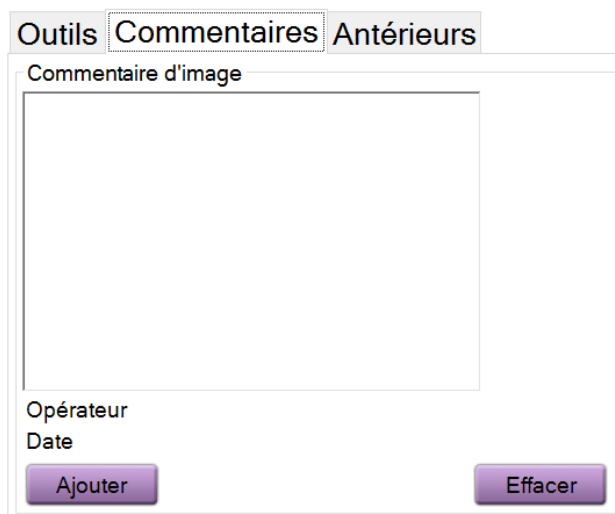 Outils Commentaires Antérieurs
Commentaire d'image
Opérateur
Date
Ajouter Effacer